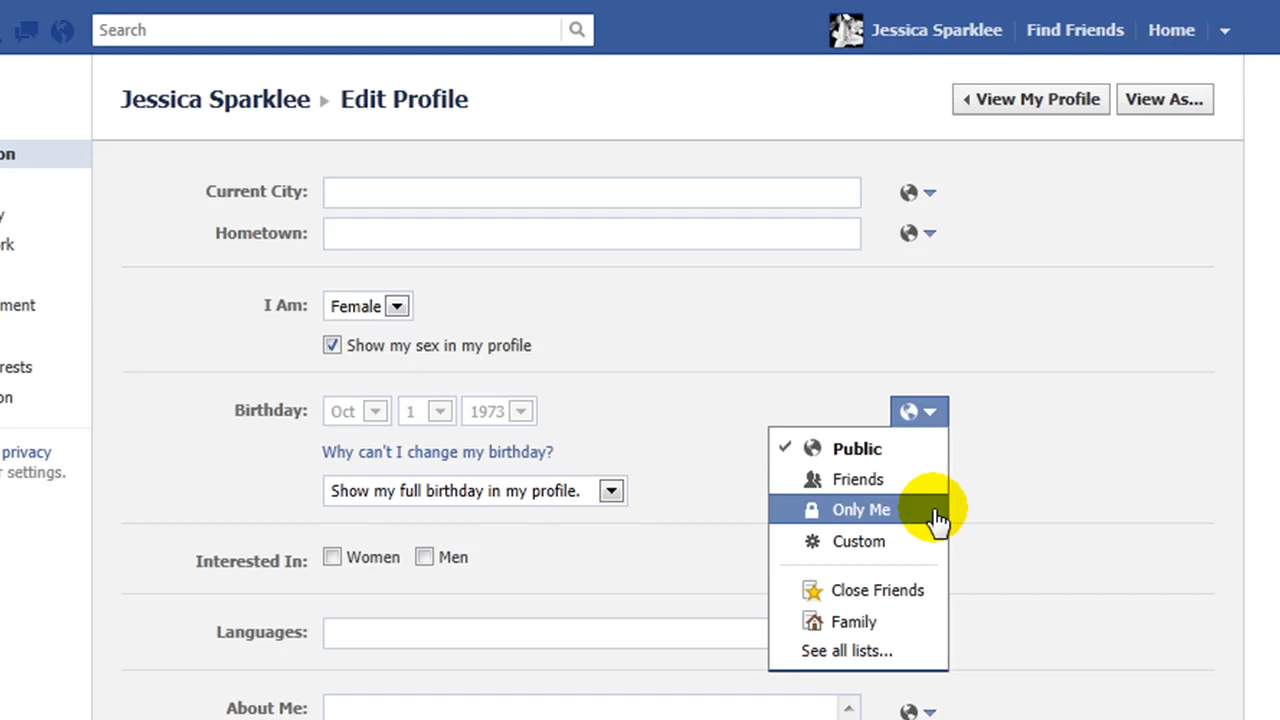 Search
Jessica Sparklee
Find Friends
Home
Jessica Sparklee ▸ Edit Profile
View My Profile
View As...
on
Current City:
y
Hometown:
rk
I Am: Female
ment
Show my sex in my profile
rests
on
Birthday: Oct 1 1973
privacy
r settings.
Why can't I change my birthday?
Show my full birthday in my profile.
Public
Friends
Only Me
Custom
Close Friends
Family
See all lists...
Interested In: Women Men
Languages:
About Me: